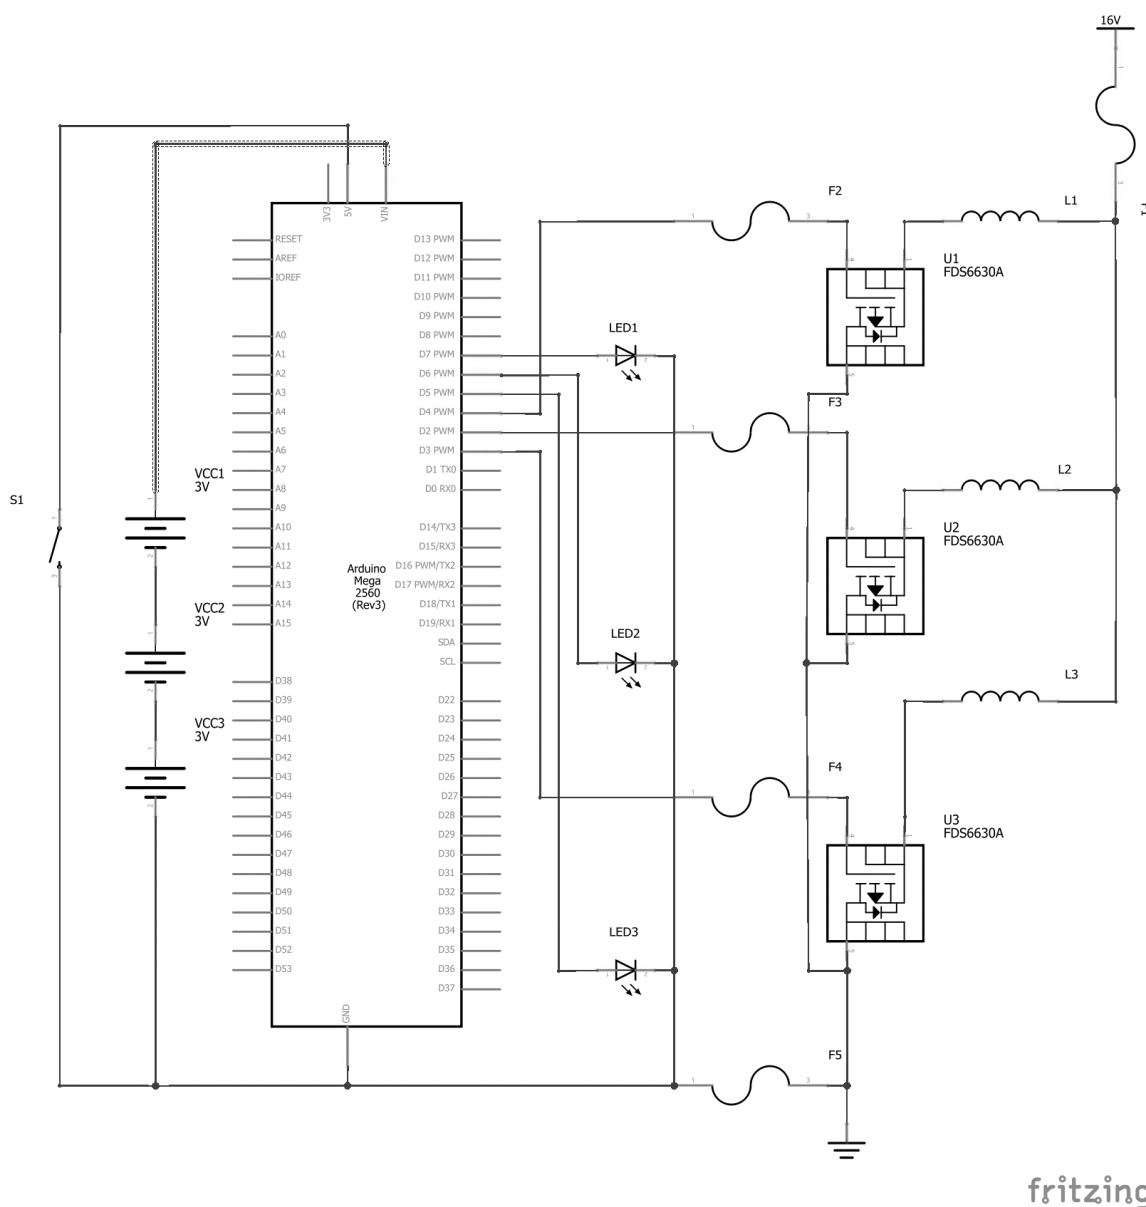 16V
F2
L1
3V3
5V
VIN
RESET
D13 PWM
U1
AREF
D12 PWM
FDS6630A
IOREF
D11 PWM
D10 PWM
D9 PWM
LED1
A0
D8 PWM
A1
D7 PWM
A2
D6 PWM
A3
D5 PWM
F3
A4
D4 PWM
A5
D2 PWM
A6
D3 PWM
VCC1
A7
D1 TX0
L2
3V
A8
D0 RX0
S1
A9
A10
D14/TX3
U2
A11
D15/RX3
FDS6630A
A12
Arduino
D16 PWM/TX2
A13
Mega
D17 PWM/RX2
2560
VCC2
A14
(Rev3)
D18/TX1
3V
A15
D19/RX1
LED2
SDA
SCL
D38
L3
D39
D22
VCC3
D40
D23
3V
D41
D24
D42
D25
F4
D43
D26
D44
D27
D45
D28
U3
D46
D29
FDS6630A
D47
D30
D48
D31
D49
D32
D50
D33
D51
D34
LED3
D52
D35
D53
D36
D37
GND
F5
fritzing